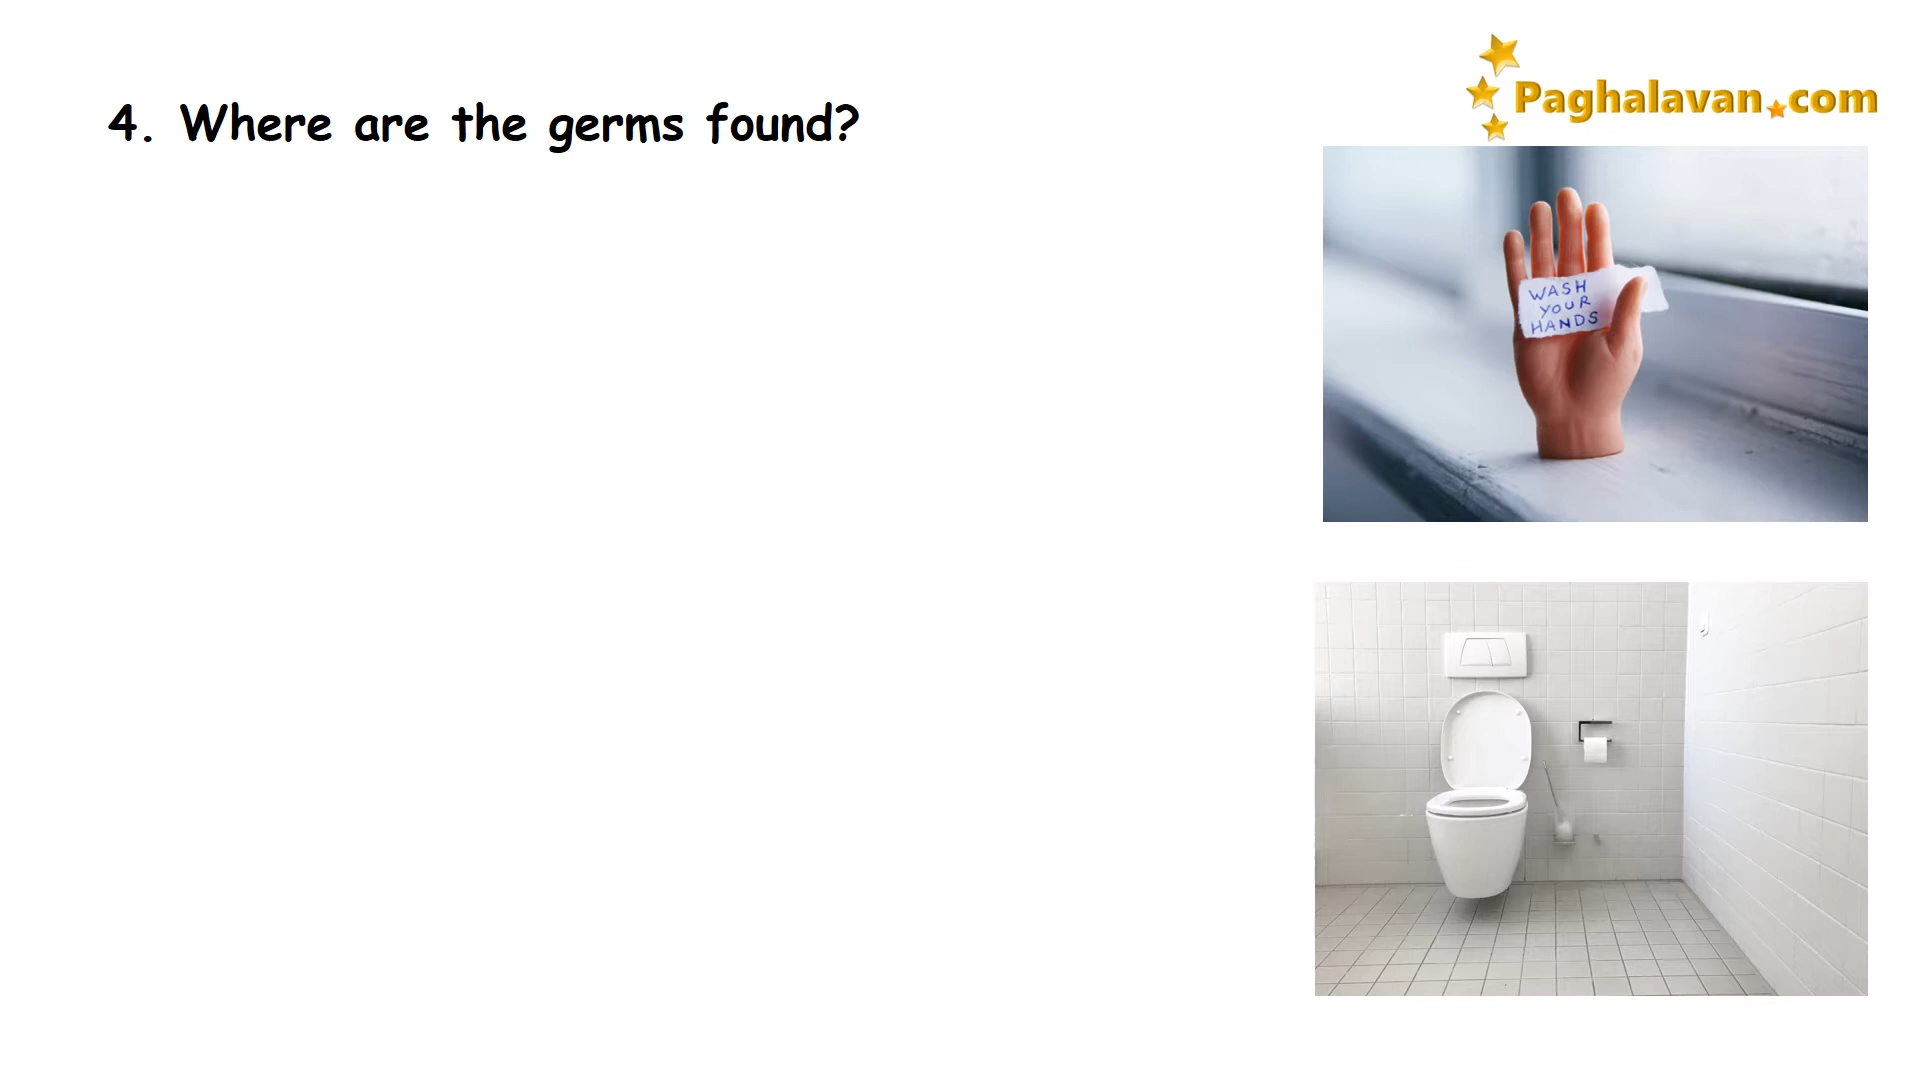 Paghalavan.com
4. Where are the germs found?
WASH
YOUR
HANDS